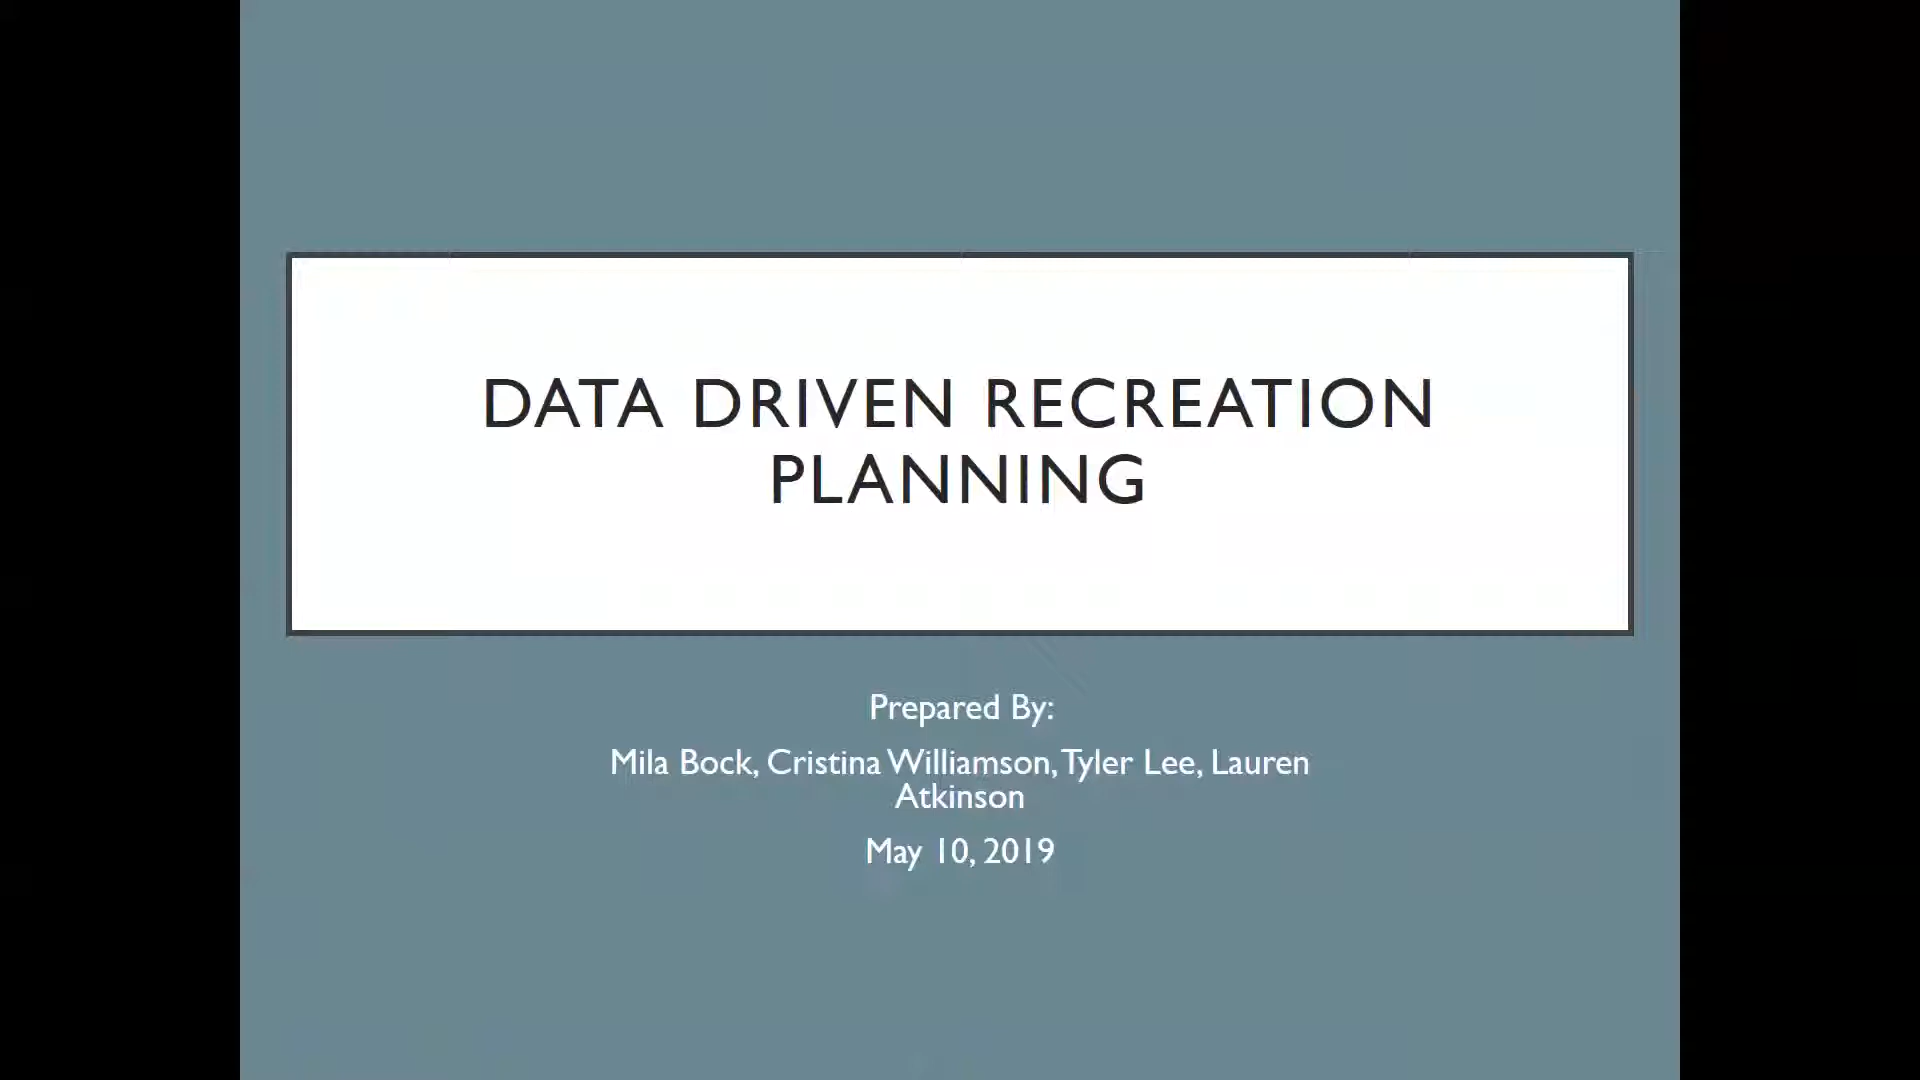 DATA DRIVEN RECREATION
PLANNING
Prepared By:
Mila Bock, Cristina Williamson, Tyler Lee, Lauren
Atkinson
May 10, 2019